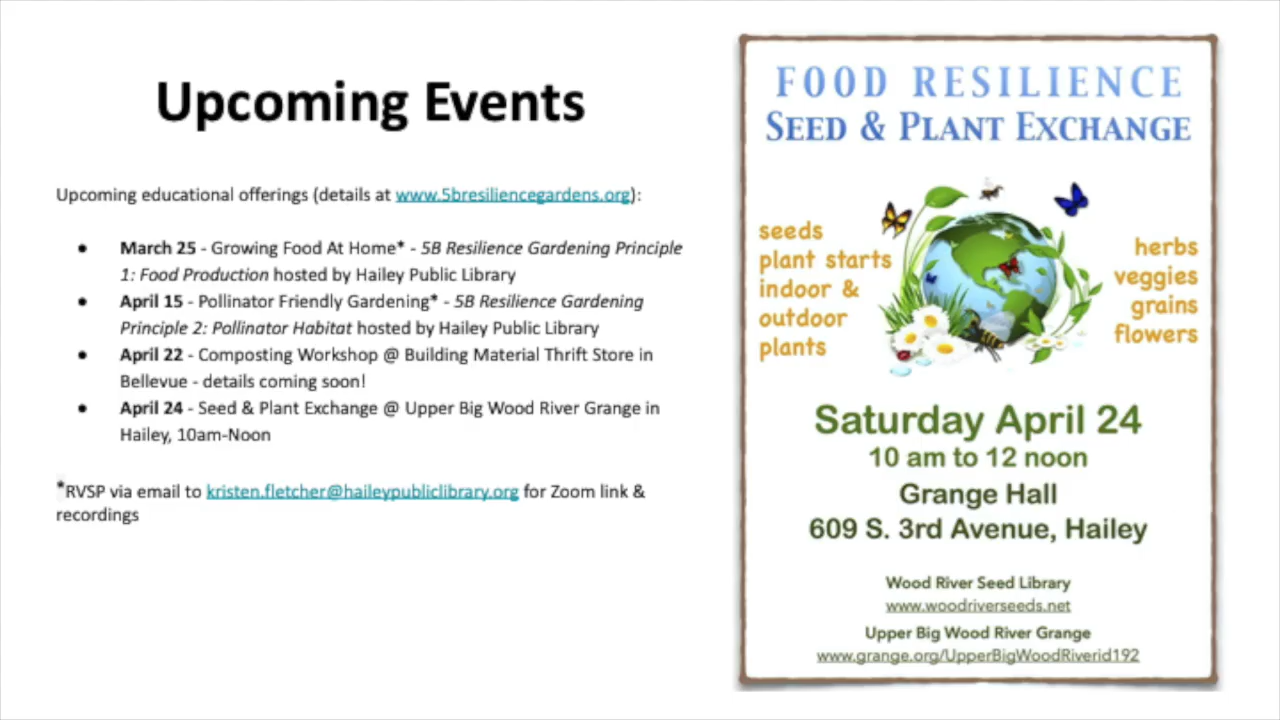 Upcoming Events
Upcoming educational offerings (details at www.5bresiliencegardens.org):
● March 25 - Growing Food At Home* - 5B Resilience Gardening Principle
1: Food Production hosted by Hailey Public Library
● April 15 - Pollinator Friendly Gardening* - 5B Resilience Gardening
Principle 2: Pollinator Habitat hosted by Hailey Public Library
● April 22 - Composting Workshop @ Building Material Thrift Store in
Bellevue - details coming soon!
● April 24 - Seed & Plant Exchange @ Upper Big Wood River Grange in
Hailey, 10am-Noon
*RVSP via email to kristen.fletcher@haileypubliclibrary.org for Zoom link &
recordings
FOOD RESILIENCE
SEED & PLANT EXCHANGE
seeds
plant starts
indoor &
outdoor
plants
herbs
veggies
grains
flowers
Saturday April 24
10 am to 12 noon
Grange Hall
609 S. 3rd Avenue, Hailey
Wood River Seed Library
www.woodriverseeds.net
Upper Big Wood River Grange
www.grange.org/UpperBigWoodRiverid192